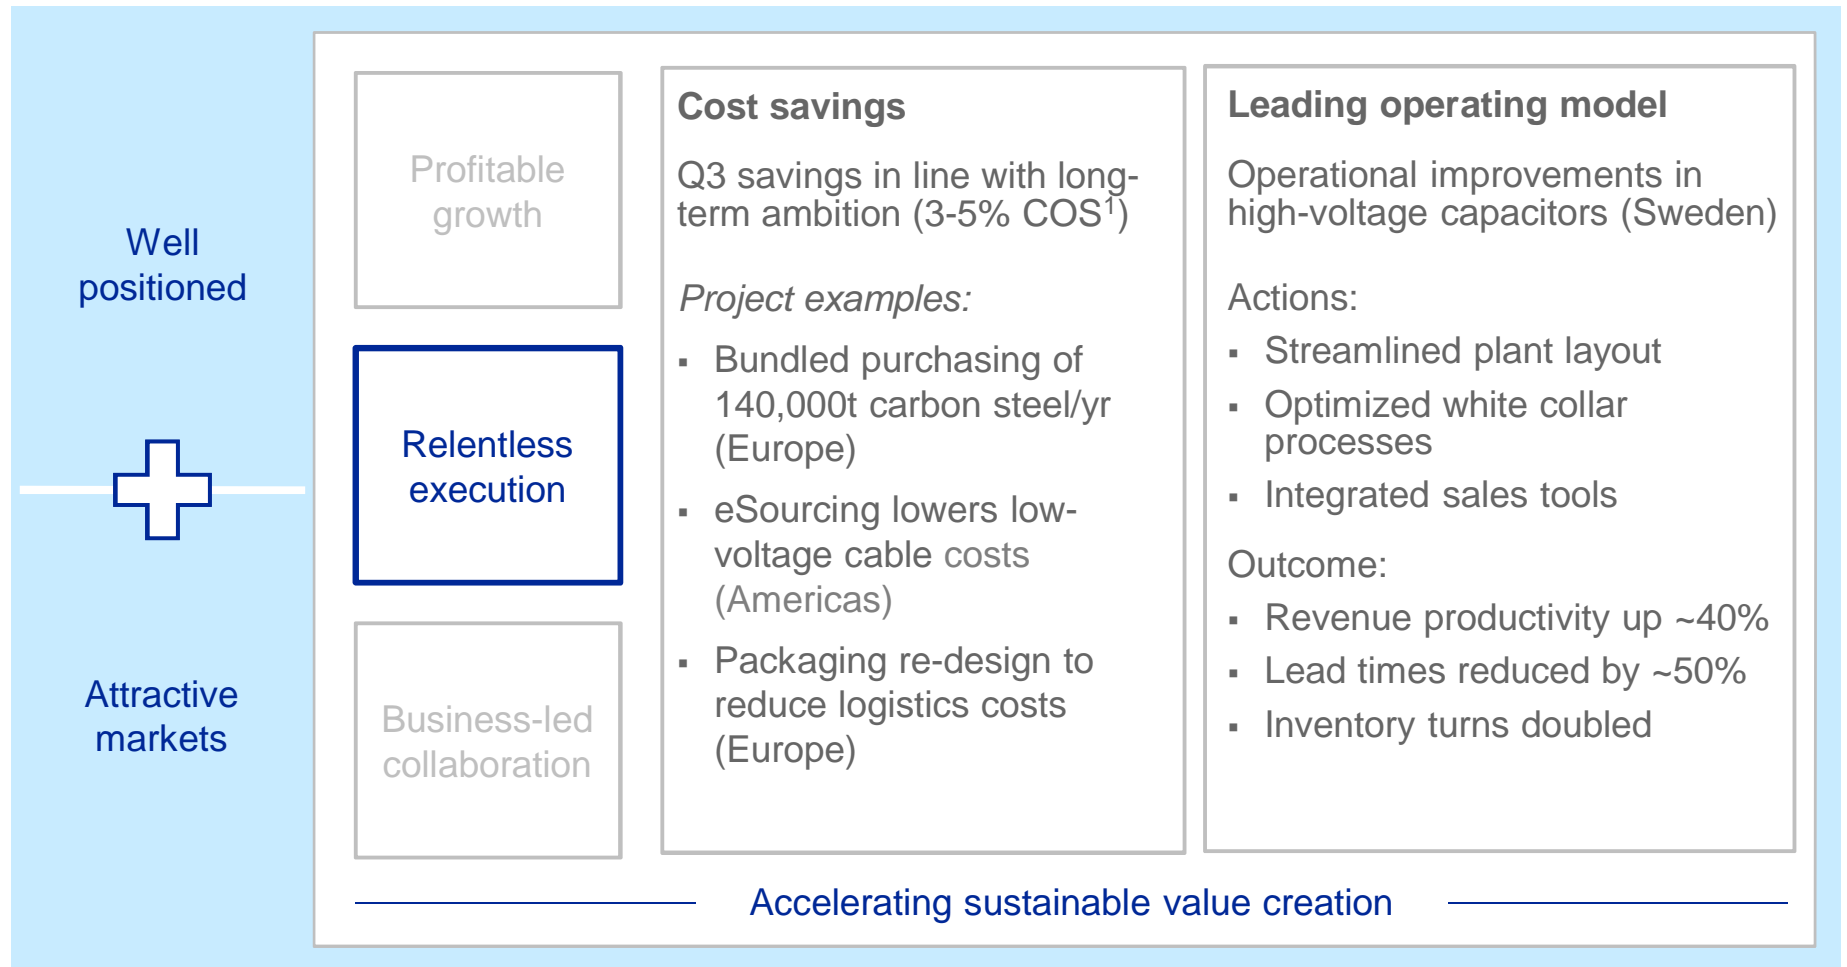 Well
positioned
Attractive
markets
Profitable
growth
Relentless
execution
Business-led
collaboration
Cost savings
Q3 savings in line with long-
term ambition (3-5% COS¹)
Project examples:
▪ Bundled purchasing of
140,000t carbon steel/yr
(Europe)
▪ eSourcing lowers low-
voltage cable costs
(Americas)
▪ Packaging re-design to
reduce logistics costs
(Europe)
Leading operating model
Operational improvements in
high-voltage capacitors (Sweden)
Actions:
▪ Streamlined plant layout
▪ Optimized white collar
processes
▪ Integrated sales tools
Outcome:
▪ Revenue productivity up ~40%
▪ Lead times reduced by ~50%
▪ Inventory turns doubled
Accelerating sustainable value creation